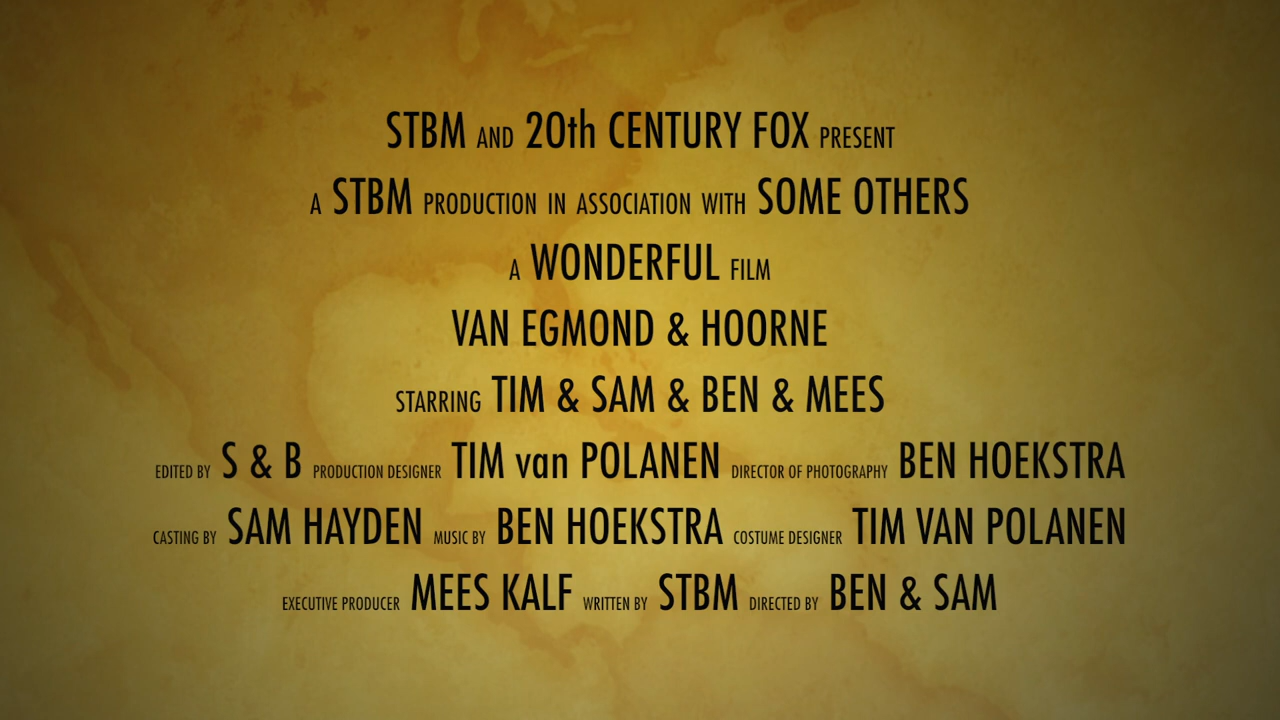 STBM AND 20th CENTURY FOX PRESENT
A STBM PRODUCTION IN ASSOCIATION WITH SOME OTHERS
A WONDERFUL FILM
VAN EGMOND & HOORNE
STARRING TIM & SAM & BEN & MEES
EDITED BY S & B PRODUCTION DESIGNER TIM van POLANEN DIRECTOR OF PHOTOGRAPHY BEN HOEKSTRA
CASTING BY SAM HAYDEN MUSIC BY BEN HOEKSTRA COSTUME DESIGNER TIM VAN POLANEN
EXECUTIVE PRODUCER MEES KALF WRITTEN BY STBM DIRECTED BY BEN & SAM